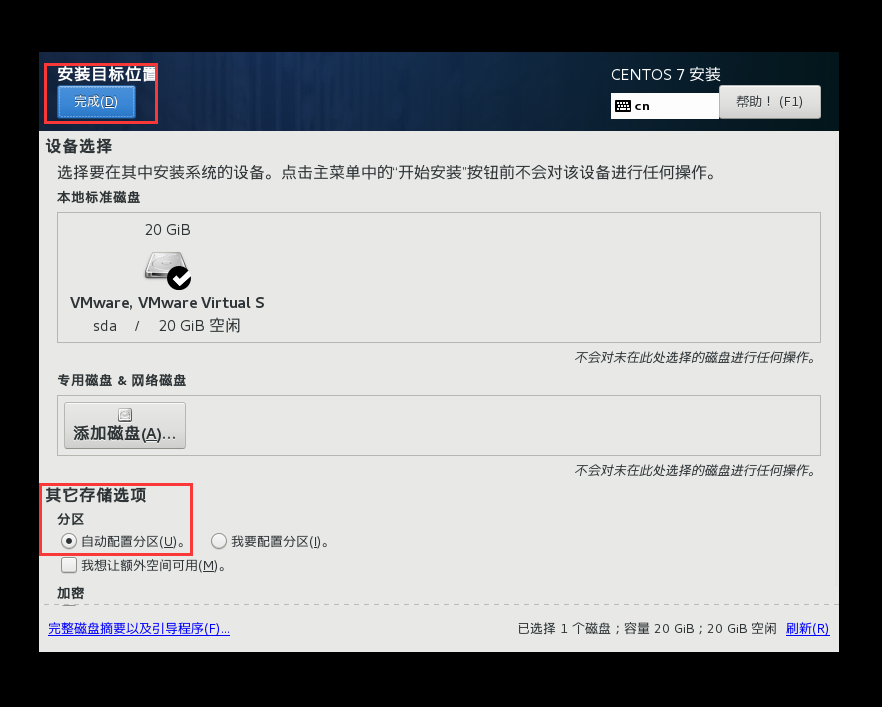 安装目标位置
CENTOS 7 安装
完成(D)
cn
帮助！ (F1)
设备选择
选择要在其中安装系统的设备。点击主菜单中的“开始安装”按钮前不会对该设备进行任何操作。
本地标准磁盘
20 GiB
VMware, VMware Virtual S
sda / 20 GiB 空闲
不会对未在此处选择的磁盘进行任何操作。
专用磁盘 & 网络磁盘
添加磁盘(A)...
不会对未在此处选择的磁盘进行任何操作。
其它存储选项
分区
自动配置分区(U)。 我要配置分区(I)。
我想让额外空间可用(M)。
加密
完整磁盘摘要以及引导程序(F)... 已选择 1 个磁盘；容量 20 GiB；20 GiB 空闲 刷新(R)